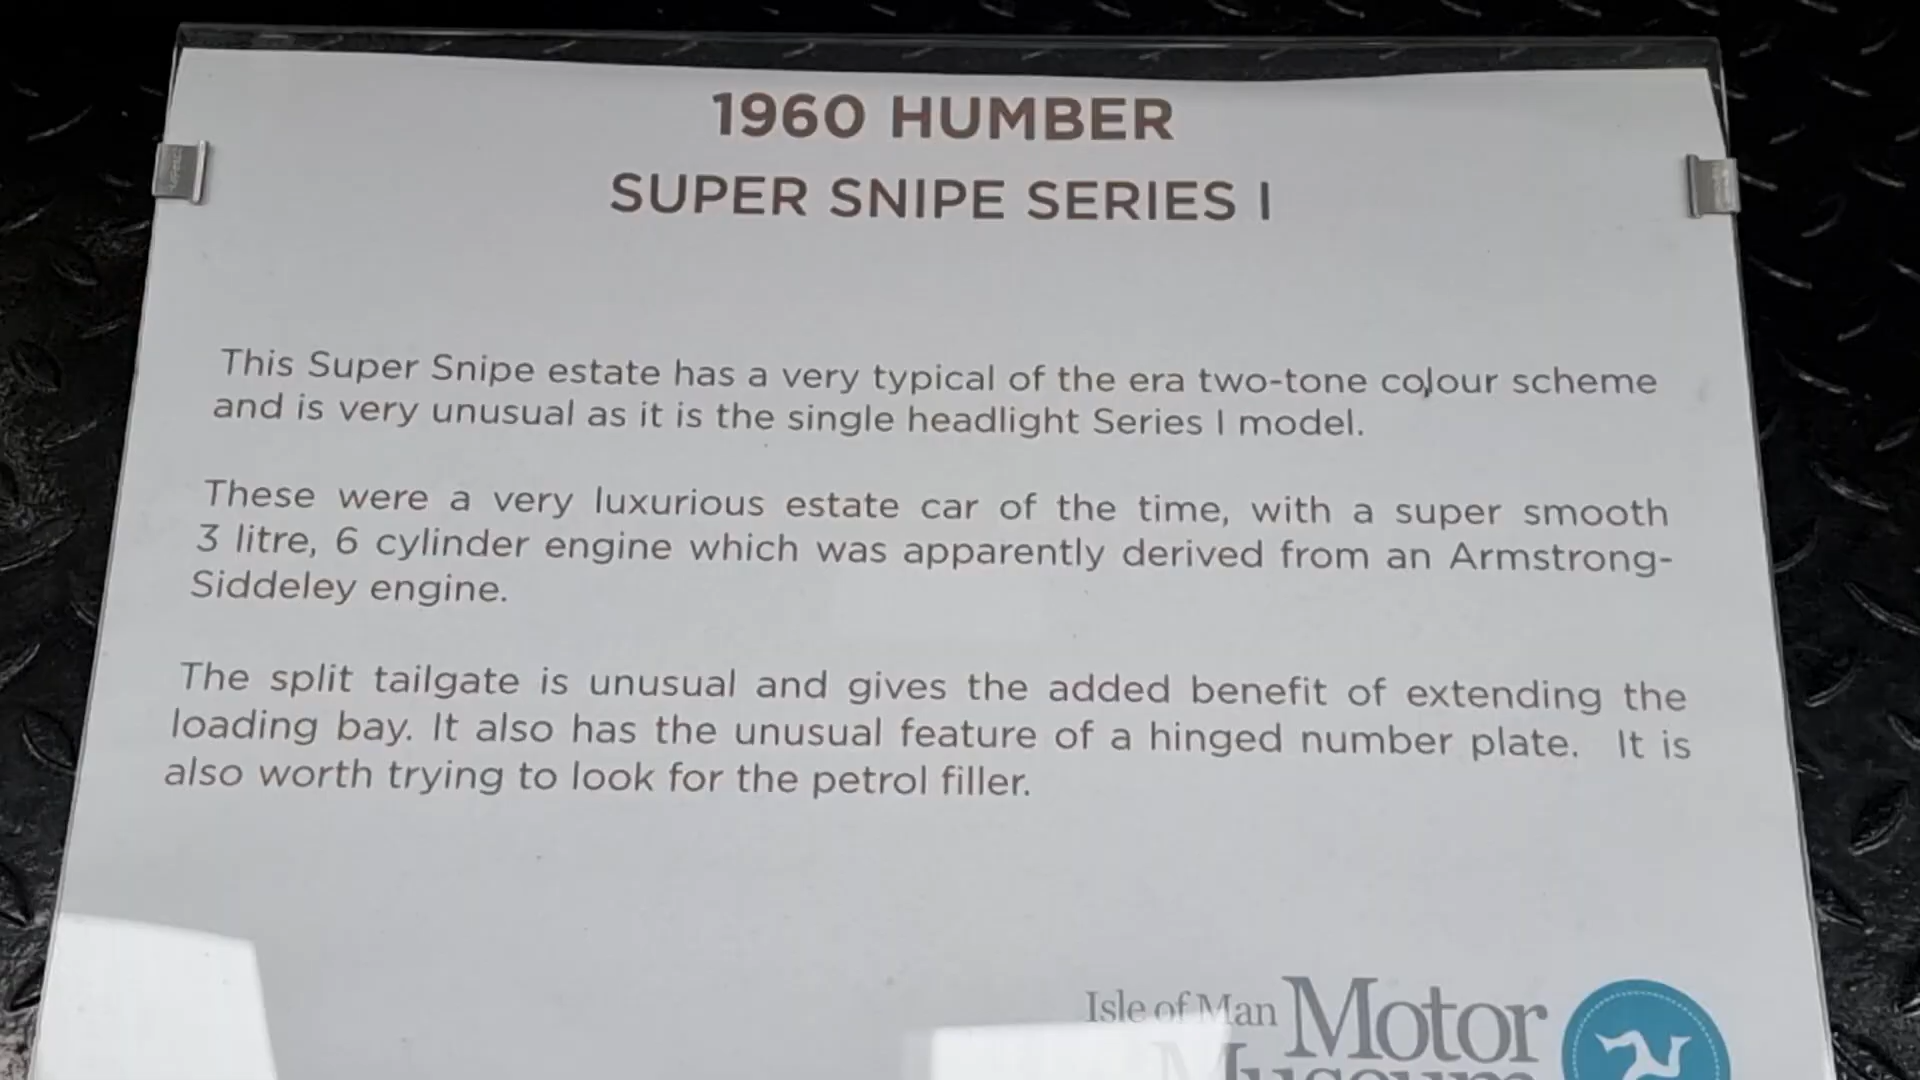 1960 HUMBER
SUPER SNIPE SERIES I
This Super Snipe estate has a very typical of the era two-tone colour scheme
and is very unusual as it is the single headlight Series I model.
These were a very luxurious estate car of the time, with a super smooth
3 litre, 6 cylinder engine which was apparently derived from an Armstrong-
Siddeley engine.
The split tailgate is unusual and gives the added benefit of extending the
loading bay. It also has the unusual feature of a hinged number plate. It is
also worth trying to look for the petrol filler.
Isle of Man Motor
Museum